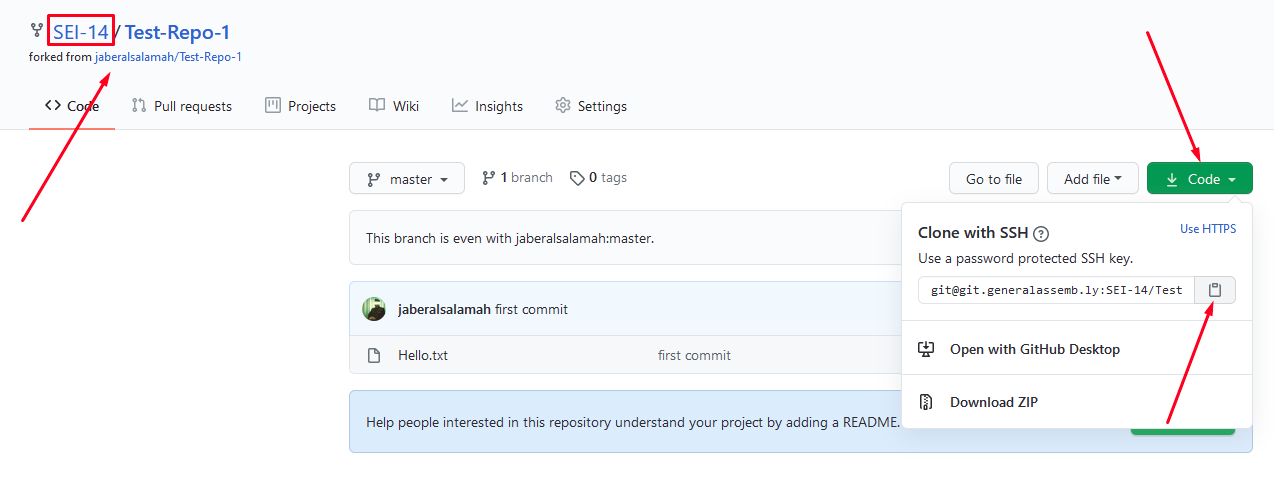 SEI-14 / Test-Repo-1
forked from jaberalsalamah/Test-Repo-1
Code Pull requests Projects Wiki Insights Settings
master 1 branch 0 tags Go to file Add file Code
This branch is even with jaberalsalamah:master.
Clone with SSH Use HTTPS
Use a password protected SSH key.
git@git.generalassemb.ly:SEI-14/Test
jaberalsalamah first commit
Hello.txt first commit
Open with GitHub Desktop
Download ZIP
Help people interested in this repository understand your project by adding a README.